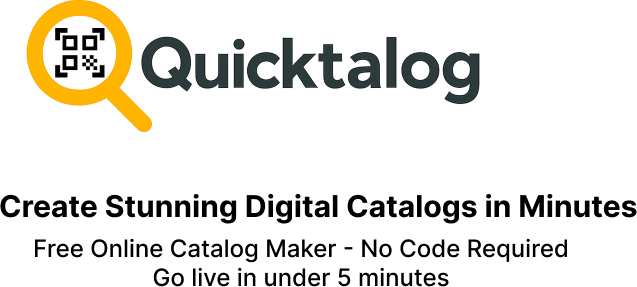 Quicktalog
Create Stunning Digital Catalogs in Minutes
Free Online Catalog Maker - No Code Required
Go live in under 5 minutes